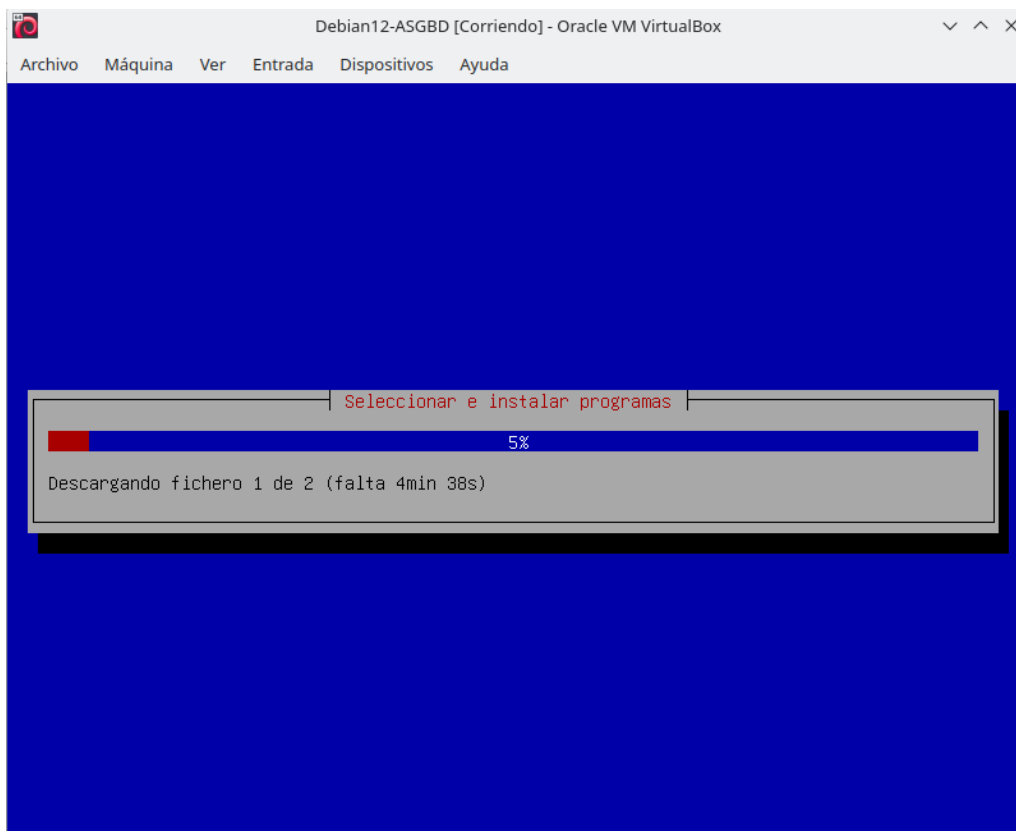 Debian12-ASGBD [Corriendo] - Oracle VM VirtualBox
Archivo Máquina Ver Entrada Dispositivos Ayuda
Seleccionar e instalar programas
5%
Descargando fichero 1 de 2 (falta 4min 38s)